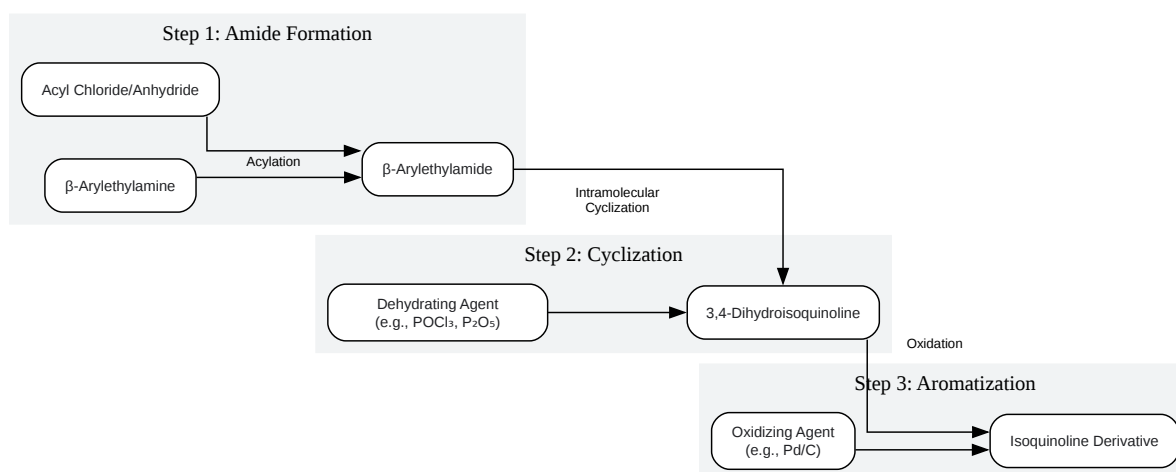 Step 1: Amide Formation
Acyl Chloride/Anhydride
Acylation
β-Arylethylamine
β-Arylethylamide
Intramolecular
Cyclization
Step 2: Cyclization
Dehydrating Agent
(e.g., POCl₃, P₂O₅)
3,4-Dihydroisoquinoline
Oxidation
Step 3: Aromatization
Oxidizing Agent
(e.g., Pd/C)
Isoquinoline Derivative